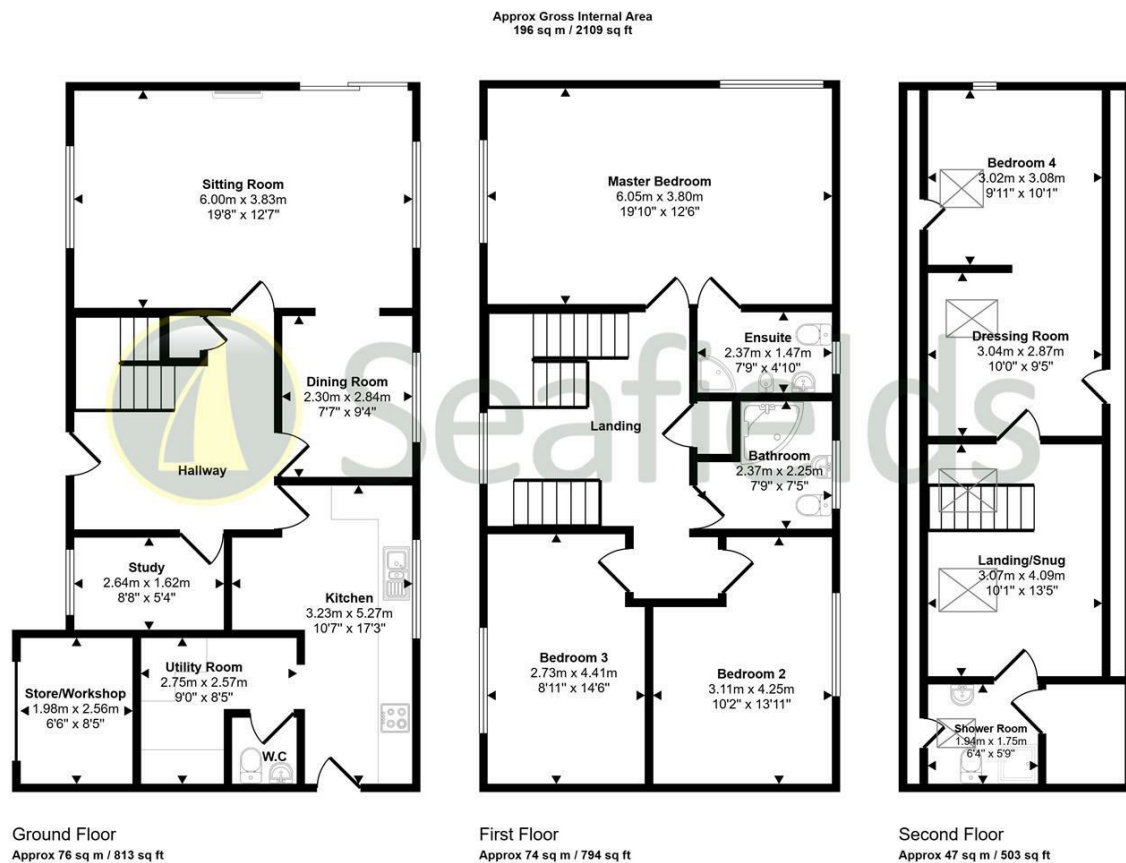 Approx Gross Internal Area
196 sq m / 2109 sq ft
Sitting Room
6.00m x 3.83m
19'8" x 12'7"
Dining Room
2.30m x 2.84m
7'7" x 9'4"
Hallway
Study
2.64m x 1.62m
8'8" x 5'4"
Kitchen
3.23m x 5.27m
10'7" x 17'3"
Utility Room
2.75m x 2.57m
9'0" x 8'5"
Store/Workshop
1.98m x 2.56m
6'6" x 8'5"
W.C
Ground Floor
Approx 76 sq m / 813 sq ft
Master Bedroom
6.05m x 3.80m
19'10" x 12'6"
Ensuite
2.37m x 1.47m
7'9" x 4'10"
Landing
Bathroom
2.37m x 2.25m
7'9" x 7'5"
Bedroom 3
2.73m x 4.41m
8'11" x 14'6"
Bedroom 2
3.11m x 4.25m
10'2" x 13'11"
First Floor
Approx 74 sq m / 794 sq ft
Bedroom 4
3.02m x 3.08m
9'11" x 10'1"
Dressing Room
3.04m x 2.87m
10'0" x 9'5"
Landing/Snug
3.07m x 4.09m
10'1" x 13'5"
Shower Room
1.94m x 1.75m
6'4" x 5'9"
Second Floor
Approx 47 sq m / 503 sq ft
Seafields